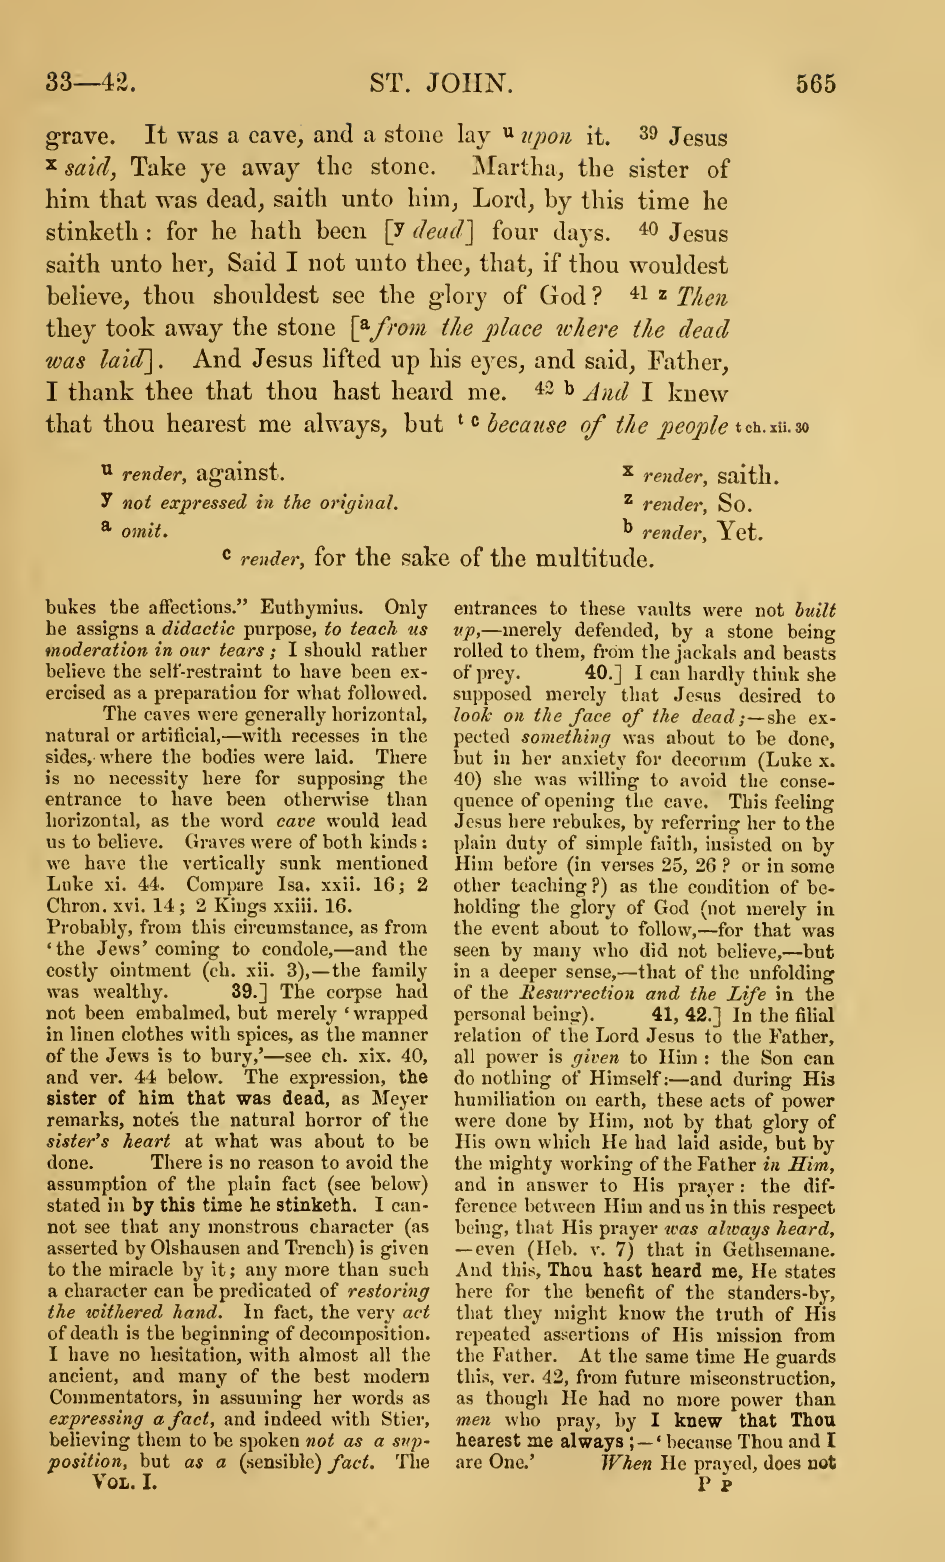 33—42.
ST. JOHN.
565
grave. It was a cave, and a stone lay u upon it. 39 Jesus
x said, Take ye away the stone. Martha, the sister of
him that was dead, saith unto him, Lord, by this time he
stinketh : for he hath been [y dead] four days. 40 Jesus
saith unto her, Said I not unto thee, that, if thou wouldest
believe, thou shouldest see the glory of God ? 41 z Then
they took away the stone [a from the place where the dead
was laid]. And Jesus lifted up his eyes, and said, Father,
I thank thee that thou hast heard me. 42 b And I knew
that thou hearest me always, but t c because of the people t ch. xii. 30
u render, against.
x render, saith.
y not expressed in the original.
z render, So.
a omit.
b render, Yet.
c render, for the sake of the multitude.
bukes the affections.” Euthymius. Only
he assigns a didactic purpose, to teach us
moderation in our tears ; I should rather
believe the self-restraint to have been ex-
ercised as a preparation for what followed.
The caves were generally horizontal,
natural or artificial,—with recesses in the
sides, where the bodies were laid. There
is no necessity here for supposing the
entrance to have been otherwise than
horizontal, as the word cave would lead
us to believe. Graves were of both kinds :
we have the vertically sunk mentioned
Luke xi. 44. Compare Isa. xxii. 16 ; 2
Chron. xvi. 14 ; 2 Kings xxiii. 16.
Probably, from this circumstance, as from
‘the Jews’ coming to condole,—and the
costly ointment (ch. xii. 3),—the family
was wealthy. 39.] The corpse had
not been embalmed, but merely ‘wrapped
in linen clothes with spices, as the manner
of the Jews is to bury,’—see ch. xix. 40,
and ver. 44 below. The expression, the
sister of him that was dead, as Meyer
remarks, notes the natural horror of the
sister's heart at what was about to be
done. There is no reason to avoid the
assumption of the plain fact (see below)
stated in by this time he stinketh. I can-
not see that any monstrous character (as
asserted by Olshausen and Trench) is given
to the miracle by it ; any more than such
a character can be predicated of restoring
the withered hand. In fact, the very act
of death is the beginning of decomposition.
I have no hesitation, with almost all the
ancient, and many of the best modern
Commentators, in assuming her words as
expressing a fact, and indeed with Stier,
believing them to be spoken not as a sup-
position, but as a (sensible) fact. The
VOL. I.
entrances to these vaults were not built
up,—merely defended, by a stone being
rolled to them, from the jackals and beasts
of prey. 40.] I can hardly think she
supposed merely that Jesus desired to
look on the face of the dead ;—she ex-
pected something was about to be done,
but in her anxiety for decorum (Luke x.
40) she was willing to avoid the conse-
quence of opening the cave. This feeling
Jesus here rebukes, by referring her to the
plain duty of simple faith, insisted on by
Him before (in verses 25, 26 ? or in some
other teaching ?) as the condition of be-
holding the glory of God (not merely in
the event about to follow,—for that was
seen by many who did not believe,—but
in a deeper sense,—that of the unfolding
of the Resurrection and the Life in the
personal being). 41, 42.] In the filial
relation of the Lord Jesus to the Father,
all power is given to Him : the Son can
do nothing of Himself :—and during His
humiliation on earth, these acts of power
were done by Him, not by that glory of
His own which He had laid aside, but by
the mighty working of the Father in Him,
and in answer to His prayer : the dif-
ference between Him and us in this respect
being, that His prayer was always heard,
—even (Heb. v. 7) that in Gethsemane.
And this, Thou hast heard me, He states
here for the benefit of the standers-by,
that they might know the truth of His
repeated assertions of His mission from
the Father. At the same time He guards
this, ver. 42, from future misconstruction,
as though He had no more power than
men who pray, by I knew that Thou
hearest me always ;—‘because Thou and I
are One.’ When He prayed, does not
P P